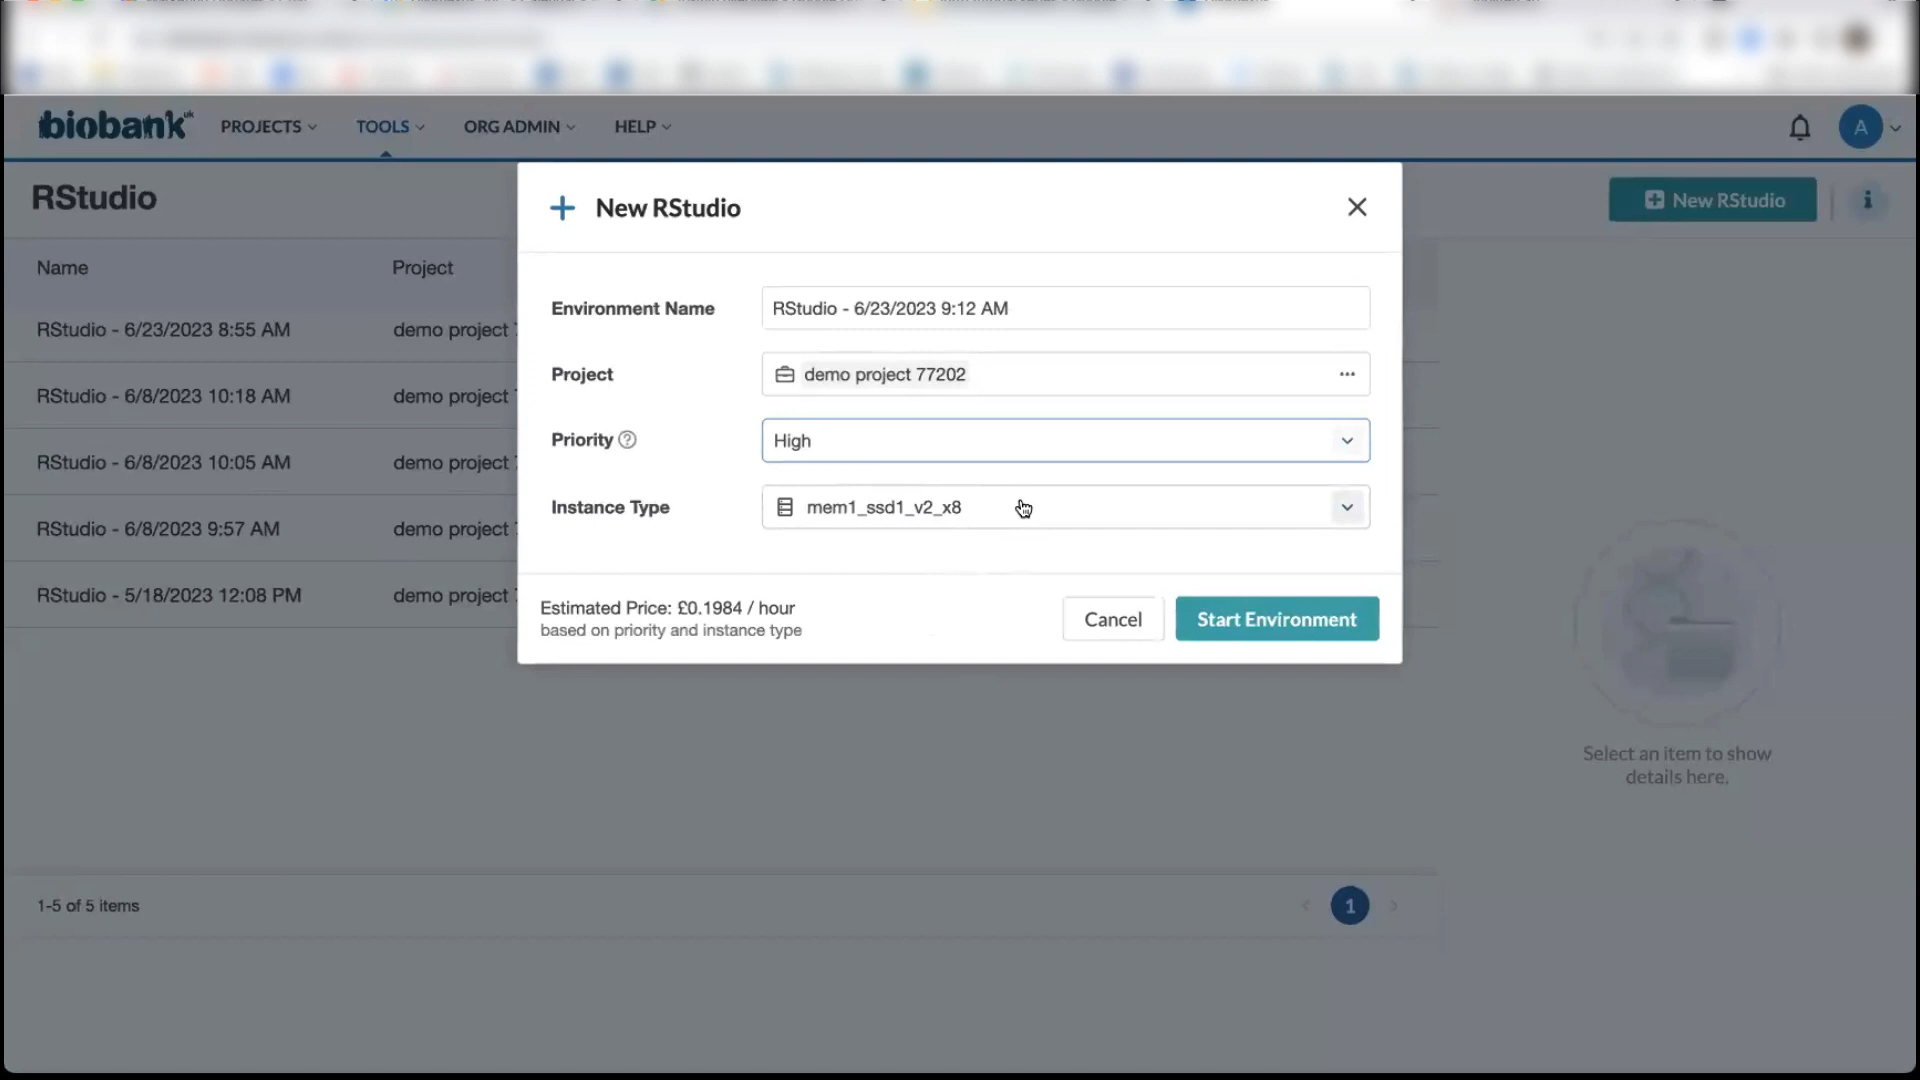 biobank uk PROJECTS TOOLS ORG ADMIN HELP A
RStudio
New RStudio
i
Name Project
RStudio - 6/23/2023 8:55 AM demo project
RStudio - 6/8/2023 10:18 AM demo project
RStudio - 6/8/2023 10:05 AM demo project
RStudio - 6/8/2023 9:57 AM demo project
RStudio - 5/18/2023 12:08 PM demo project
New RStudio
Environment Name RStudio - 6/23/2023 9:12 AM
Project demo project 77202 ...
Priority ? High
Instance Type mem1_ssd1_v2_x8
Estimated Price: £0.1984 / hour
based on priority and instance type
Cancel Start Environment
Select an item to show
details here.
1-5 of 5 items 1